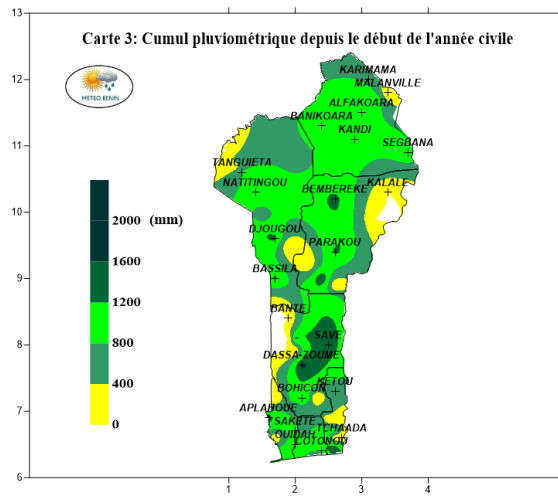 Carte 3: Cumul pluviométrique depuis le début de l'année civile
METEO BENIN
13
12
11
10
9
8
7
6
1
2
3
4
2000 (mm)
1600
1200
800
400
0
KARIMAMA
MALANVILLE
ALFAKOARA
BANIKOARA
KANDI
SEGBANA
TANGUIETA
NATITINGOU
BEMBEREKE
KALALE
DJOUGOU
PARAKOU
BASSILA
BANTE
SAVE
DASSA-ZOUME
KETOU
BOHICON
APLAHOUE
SAKETE
TCHAADA
OUIDAH
COTONOU